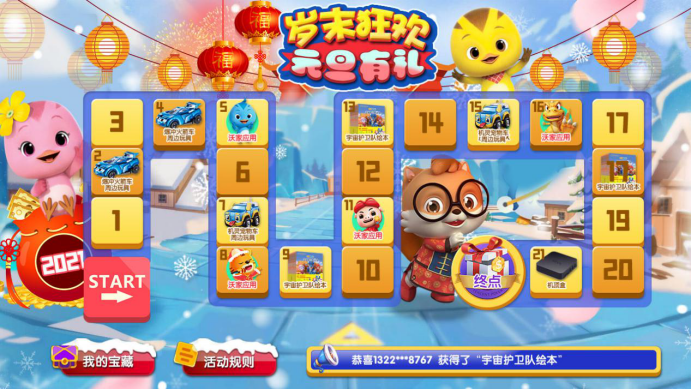 岁末狂欢
元旦有礼
福
福
3
4
爆冲火箭车
周边玩具
5
沃家应用
13
宇宙护卫队绘本
14
15
机灵宠物车
周边玩具
16
沃家应用
17
2
爆冲火箭车
周边玩具
6
12
宇宙护卫队绘本
1
7
机灵宠物车
周边玩具
11
沃家应用
19
2021
START
8
沃家应用
9
宇宙护卫队绘本
10
终点
21
机顶盒
20
我的宝藏
活动规则
恭喜1322***8767 获得了“宇宙护卫队绘本”